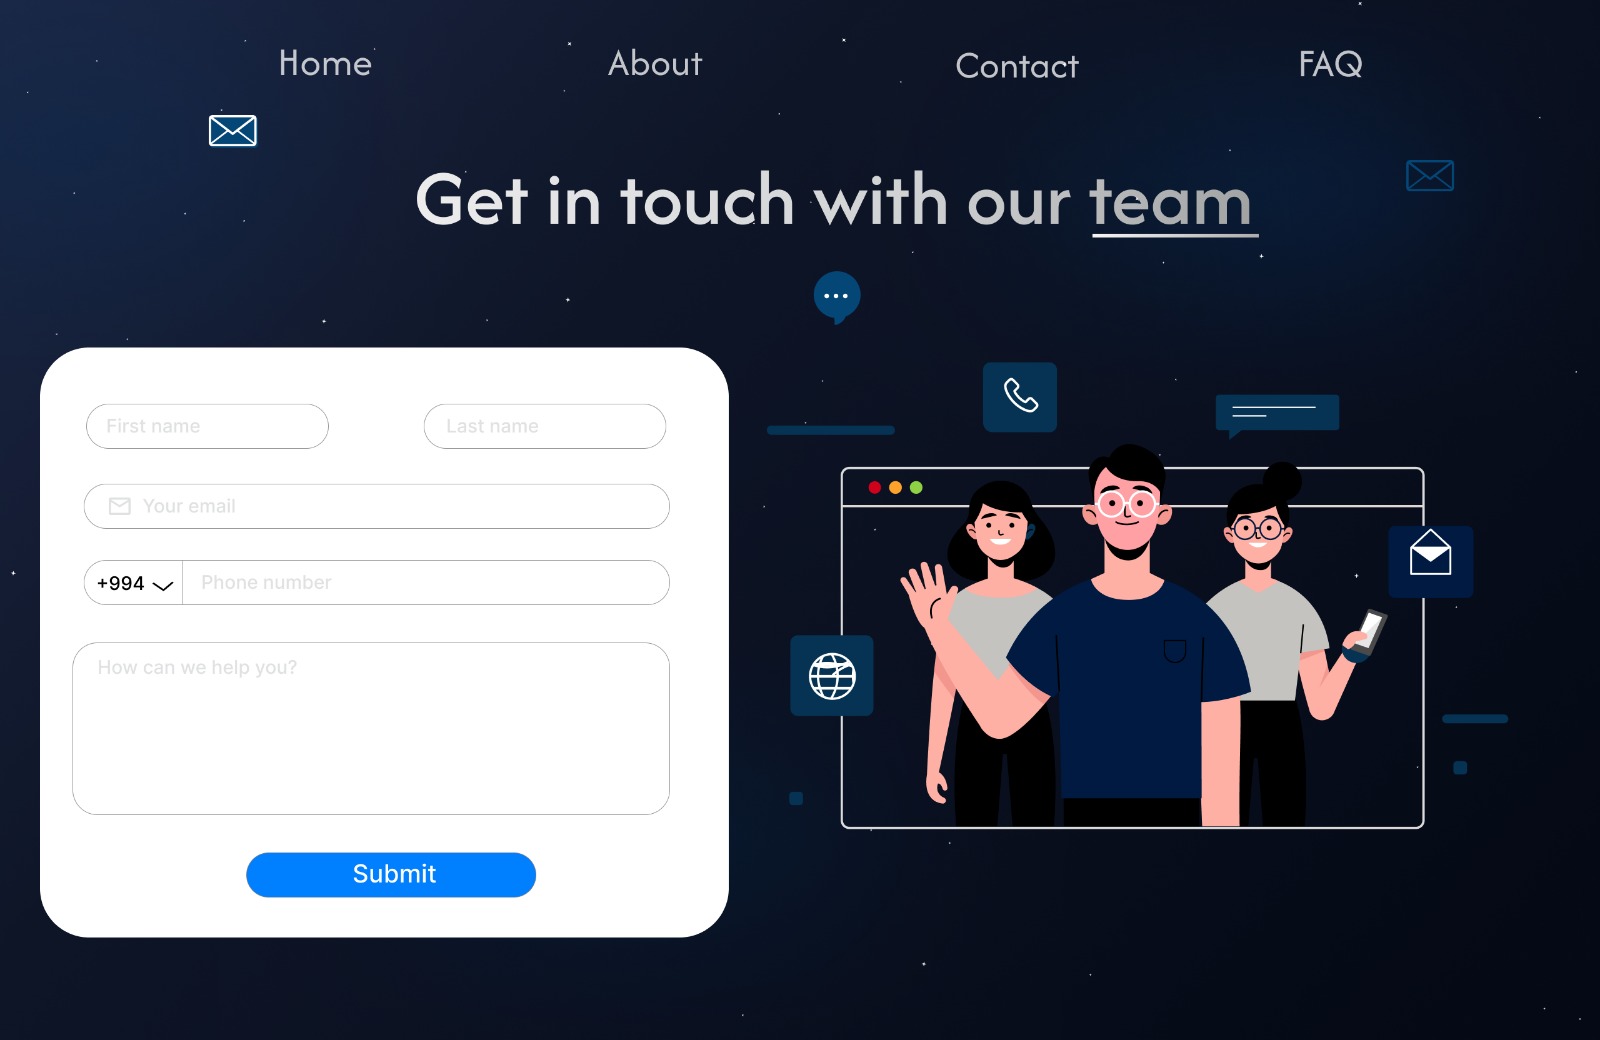 Home About Contact FAQ
Get in touch with our team
First name Last name
Your email
+994 Phone number
How can we help you?
Submit